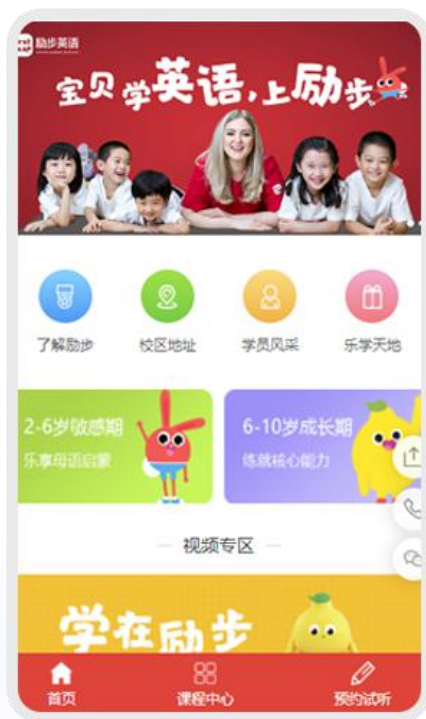 励步英语
宝贝学英语,上励步
了解励步
校区地址
学员风采
乐学天地
2-6岁敏感期
乐享母语启蒙
6-10岁成长期
练就核心能力
视频专区
学在励步
首页
课程中心
预约试听